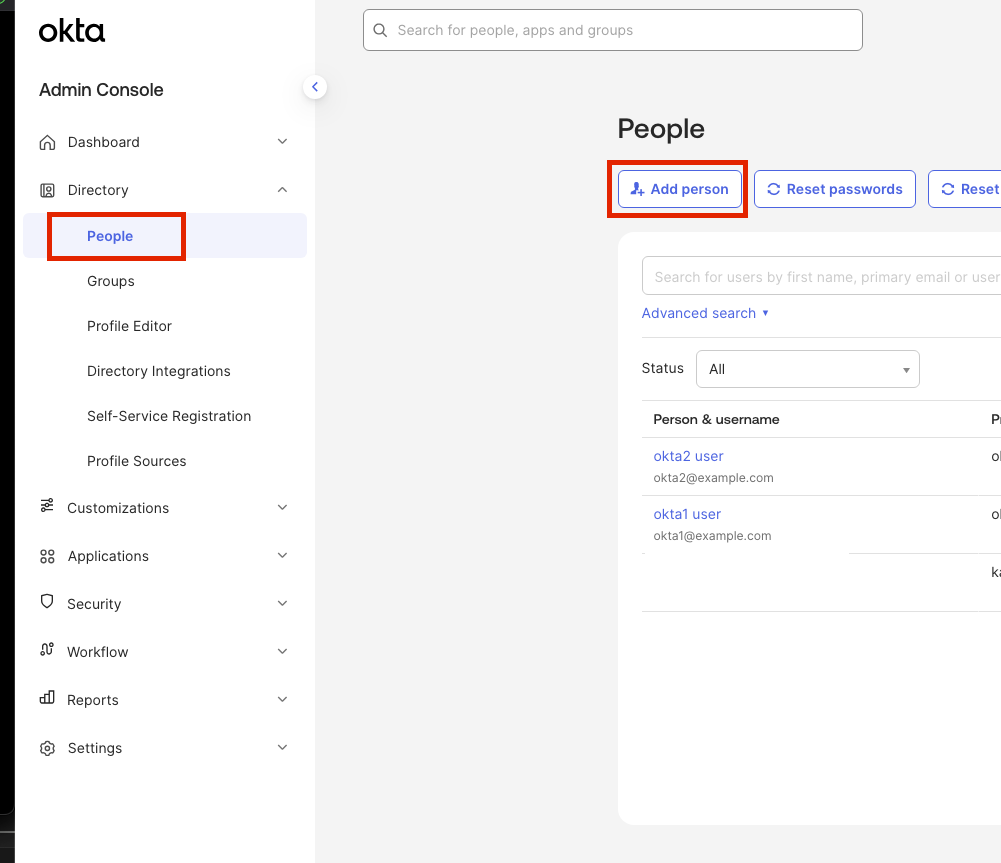 okta
Search for people, apps and groups
Admin Console
Dashboard
Directory
People
Groups
Profile Editor
Directory Integrations
Self-Service Registration
Profile Sources
Customizations
Applications
Security
Workflow
Reports
Settings
People
Add person
Reset passwords
Reset
Search for users by first name, primary email or user
Advanced search
Status
All
Person & username
okta2 user
okta2@example.com
okta1 user
okta1@example.com